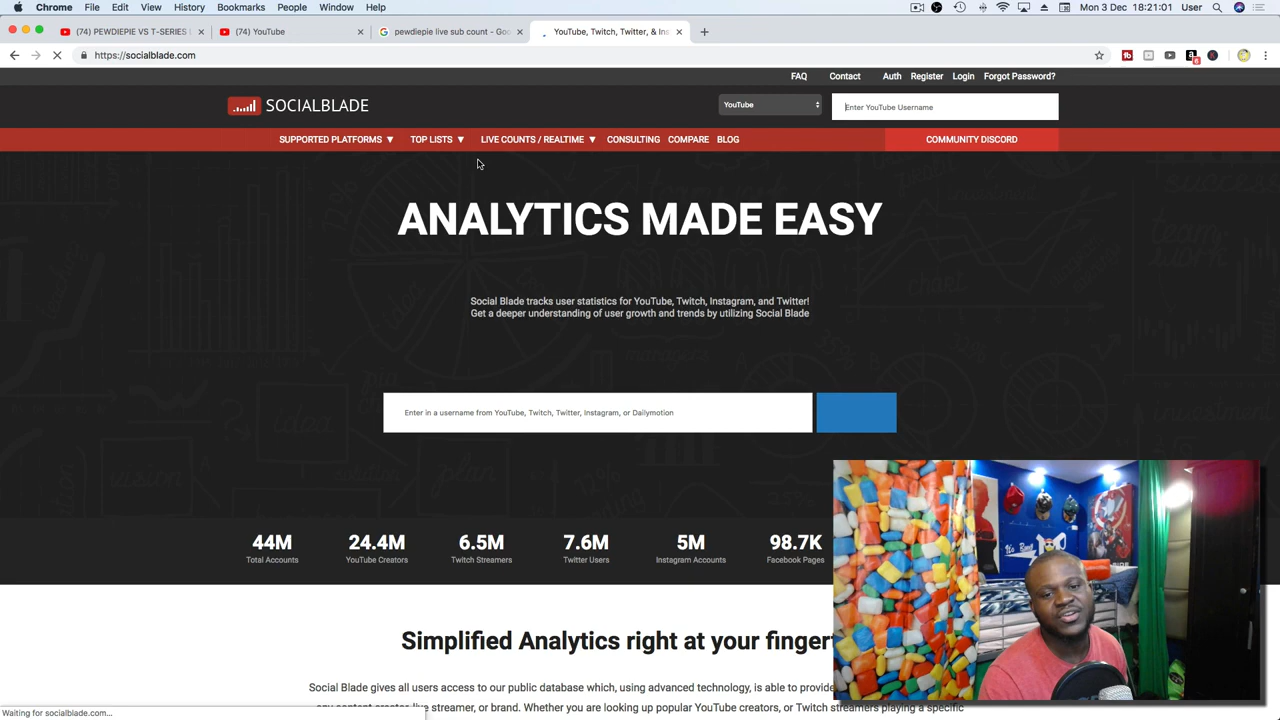 Chrome File Edit View History Bookmarks People Window Help Mon 3 Dec 18:21:01 User
(74) PEWDIEPIE VS T-SERIES
(74) YouTube
pewdiepie live sub count - Goo
YouTube, Twitch, Twitter, & Ins
https://socialblade.com
6
FAQ Contact Auth Register Login Forgot Password?
SOCIALBLADE
YouTube
Enter YouTube Username
SUPPORTED PLATFORMS ▼ TOP LISTS ▼ LIVE COUNTS / REALTIME ▼ CONSULTING COMPARE BLOG COMMUNITY DISCORD
ANALYTICS MADE EASY
Social Blade tracks user statistics for YouTube, Twitch, Instagram, and Twitter!
Get a deeper understanding of user growth and trends by utilizing Social Blade
Enter in a username from YouTube, Twitch, Twitter, Instagram, or Dailymotion
44M 24.4M 6.5M 7.6M 5M 98.7K
Total Accounts YouTube Creators Twitch Streamers Twitter Users Instagram Accounts Facebook Pages
Simplified Analytics right at your finger
Social Blade gives all users access to our public database which, using advanced technology, is able to provide
live streamer, or brand. Whether you are looking up popular YouTube creators, or Twitch streamers playing a specific
Waiting for socialblade.com...